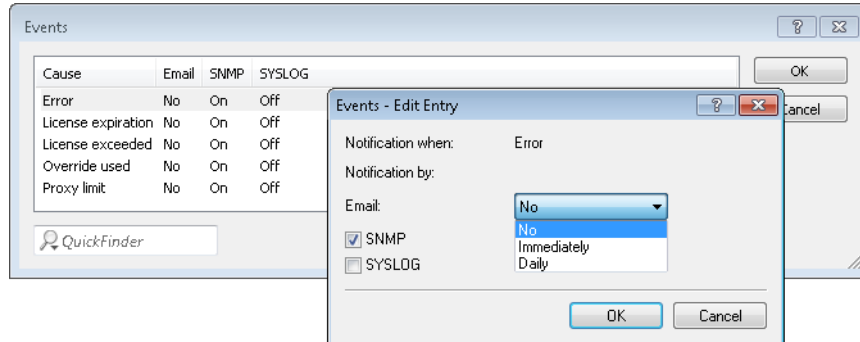 Events
Cause Email SNMP SYSLOG
Error No On Off
License expiration No On Off
License exceeded No On Off
Override used No On Off
Proxy limit No On Off
QuickFinder
OK
Cancel
Events - Edit Entry
Notification when: Error
Notification by:
Email: No
No
Immediately
Daily
SNMP
SYSLOG
OK Cancel